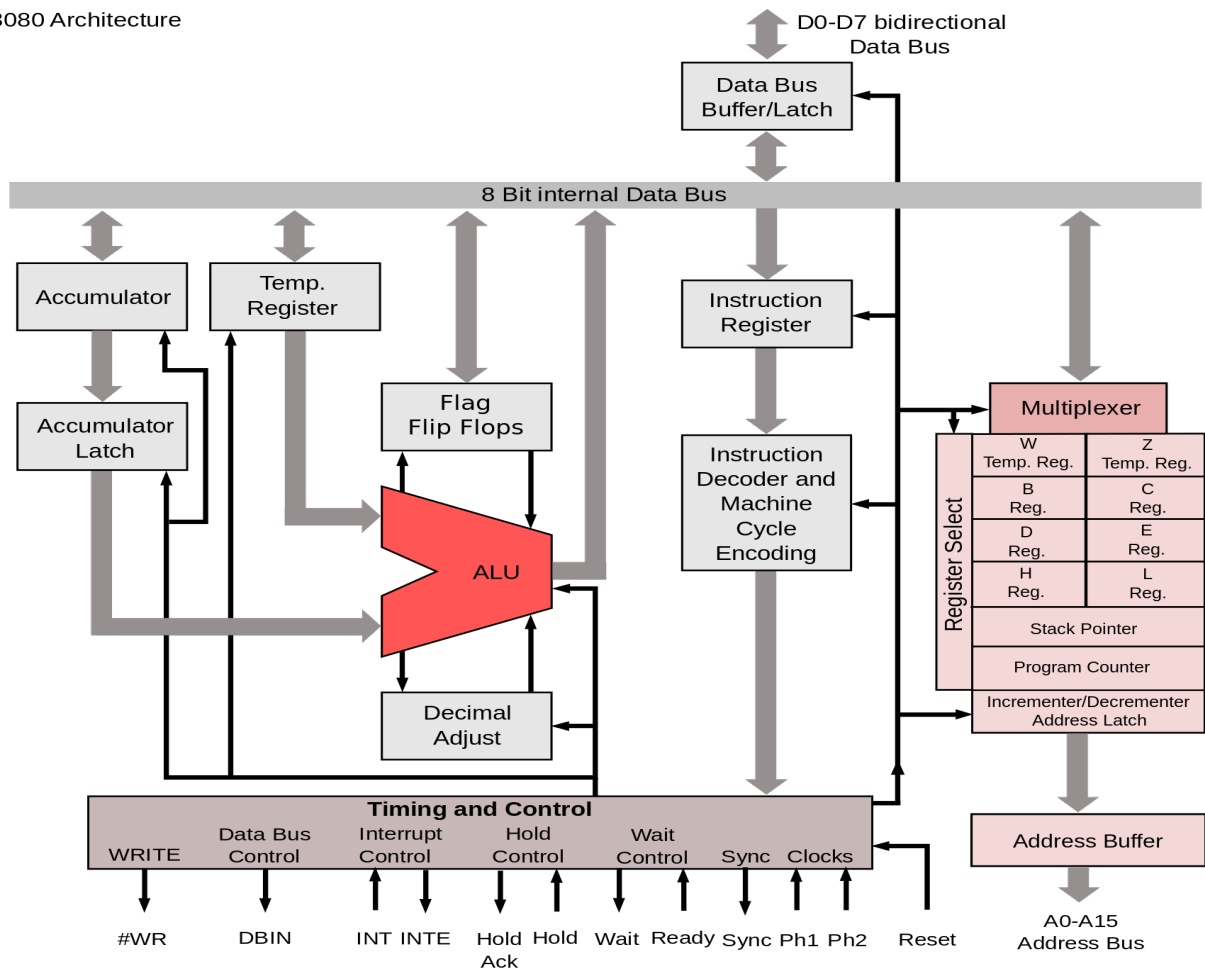 8080 Architecture
D0-D7 bidirectional
Data Bus
Data Bus
Buffer/Latch
8 Bit internal Data Bus
Accumulator
Temp.
Register
Instruction
Register
Accumulator
Latch
Flag
Flip Flops
Instruction
Decoder and
Machine
Cycle
Encoding
Multiplexer
Register Select
W
Temp. Reg.
Z
Temp. Reg.
B
Reg.
C
Reg.
D
Reg.
E
Reg.
H
Reg.
L
Reg.
Stack Pointer
Program Counter
Incrementer/Decrementer
Address Latch
ALU
Decimal
Adjust
Timing and Control
WRITE
Data Bus
Control
Interrupt
Control
Hold
Control
Wait
Control
Sync
Clocks
Address Buffer
#WR
DBIN
INT
INTE
Hold
Ack
Hold
Wait
Ready
Sync
Ph1
Ph2
Reset
A0-A15
Address Bus